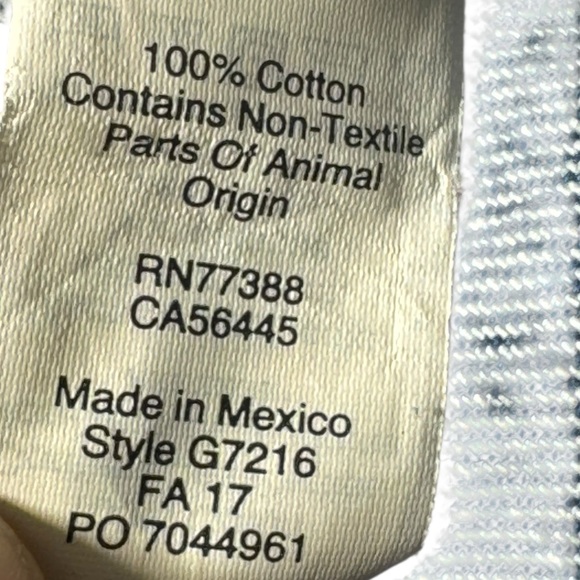 100% Cotton
Contains Non-Textile
Parts Of Animal
Origin
RN77388
CA56445
Made in Mexico
Style G7216
FA 17
PO 7044961